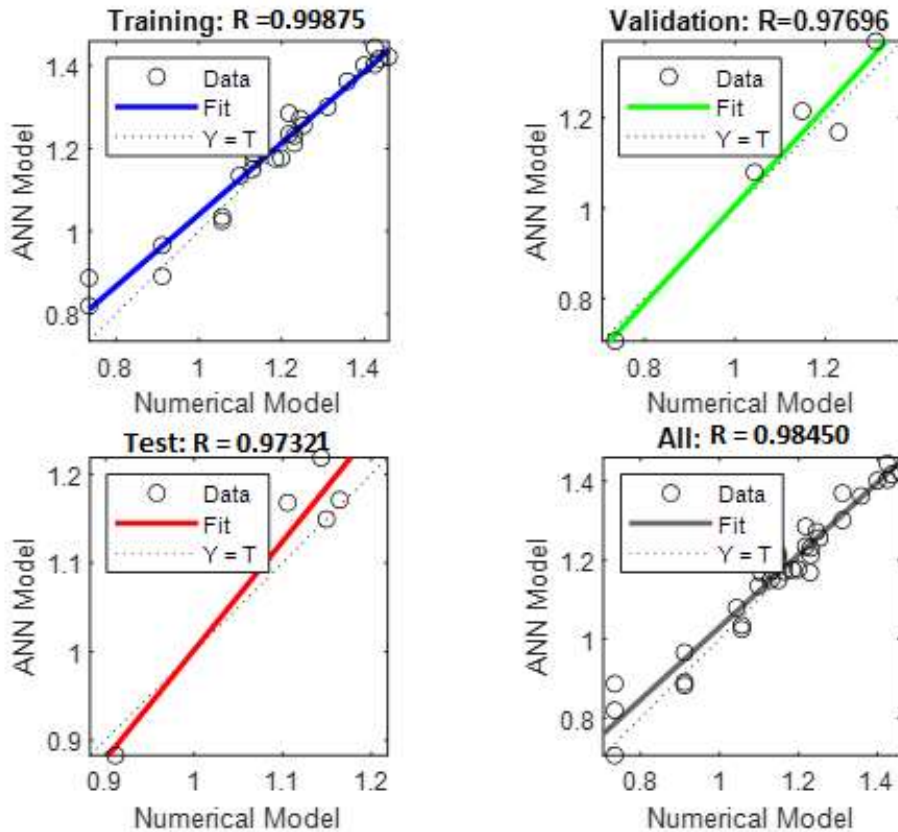 Training: R =0.99875
Data
Fit
Y = T
ANN Model
1.4
1.2
1
0.8
0.8 1 1.2 1.4
Numerical Model
Validation: R=0.97696
Data
Fit
Y = T
ANN Model
1.2
1
0.8
0.8 1 1.2
Numerical Model
Test: R = 0.97321
Data
Fit
Y = T
ANN Model
1.2
1.1
1
0.9
0.9 1 1.1 1.2
Numerical Model
All: R = 0.98450
Data
Fit
Y = T
ANN Model
1.4
1.2
1
0.8
0.8 1 1.2 1.4
Numerical Model